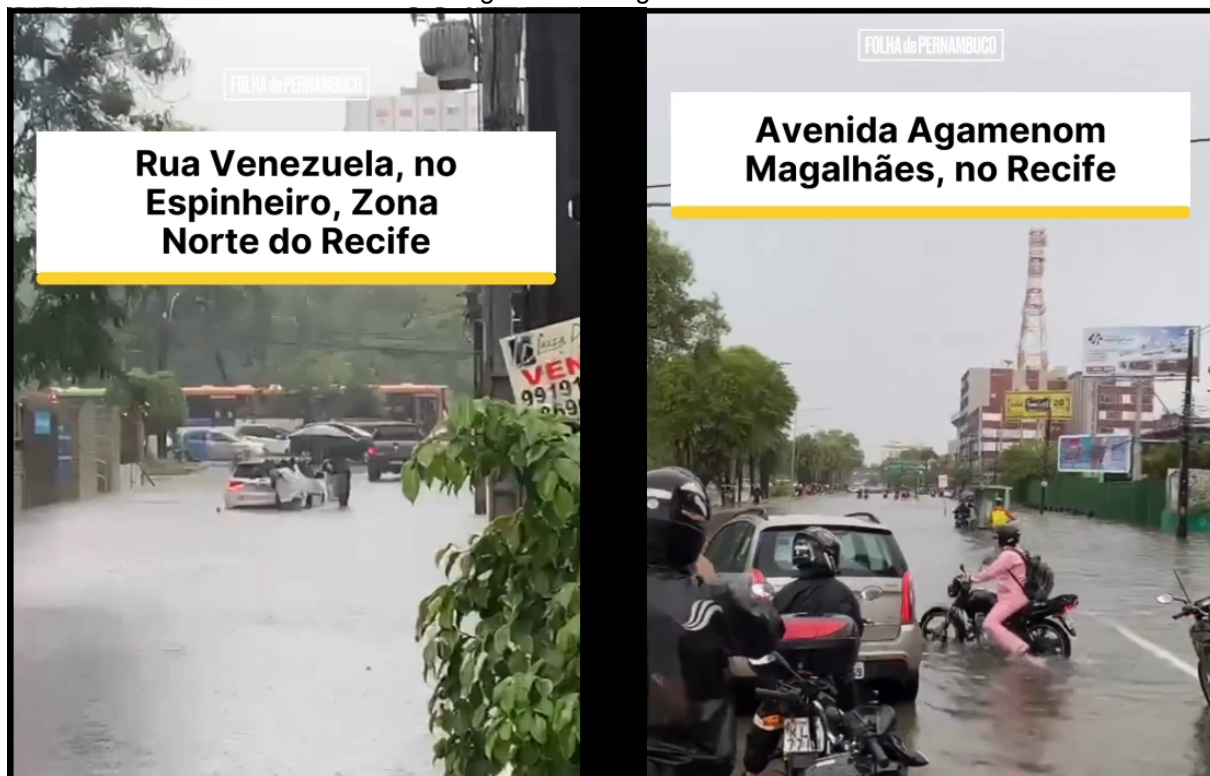 FOLHA de PERNAMBUCO
Rua Venezuela, no
Espinheiro, Zona
Norte do Recife
VEN
FOLHA de PERNAMBUCO
Avenida Agamenom
Magalhães, no Recife